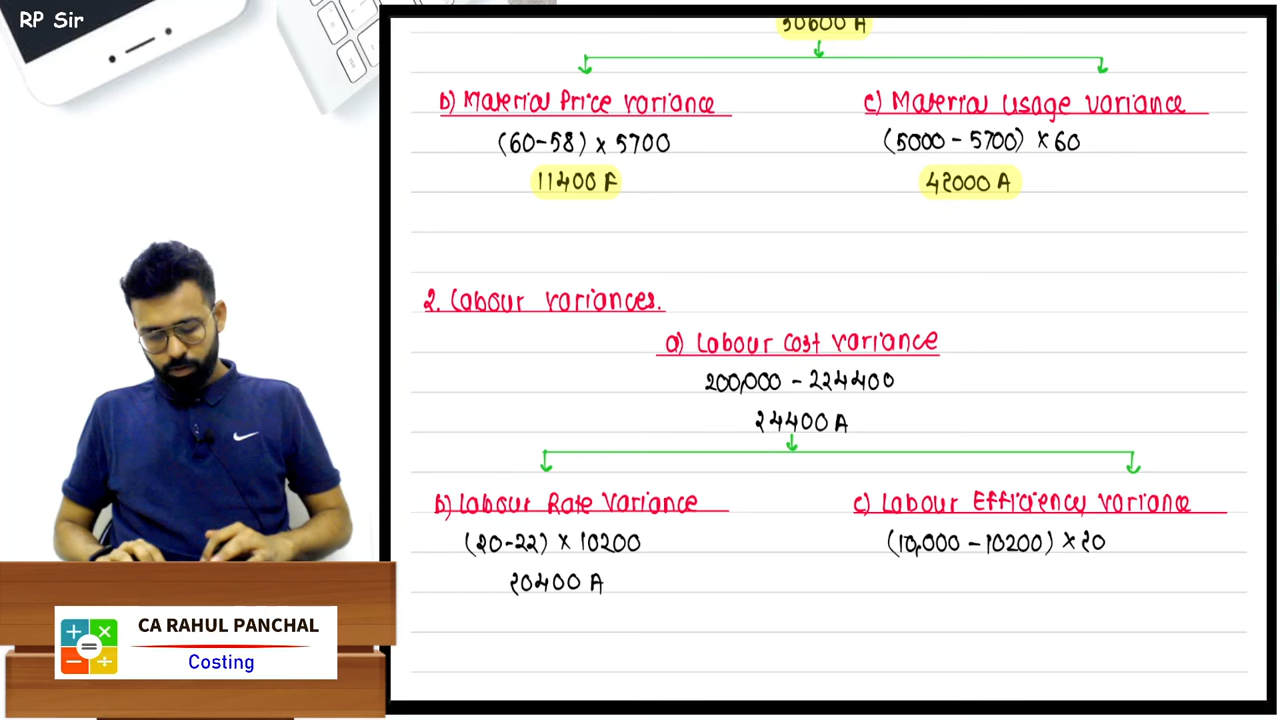 RP Sir
30600 A
b) Material Price variance
c) Material usage variance
(60-58) × 5700
(5000 - 5700) × 60
11400 F
42000 A
2. Labour variances.
a) Labour cost variance
200,000 - 224400
24400 A
b) Labour Rate variance
c) Labour Efficiency variance
(20-22) × 10200
(10,000 - 10200) × 20
20400 A
CA RAHUL PANCHAL
Costing